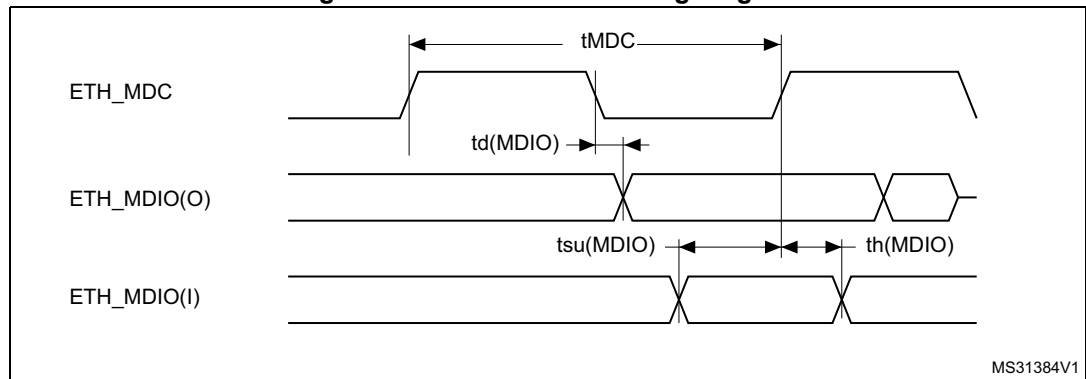 tMDC
ETH_MDC
td(MDIO)
ETH_MDIO(O)
tsu(MDIO) th(MDIO)
ETH_MDIO(I)
MS31384V1